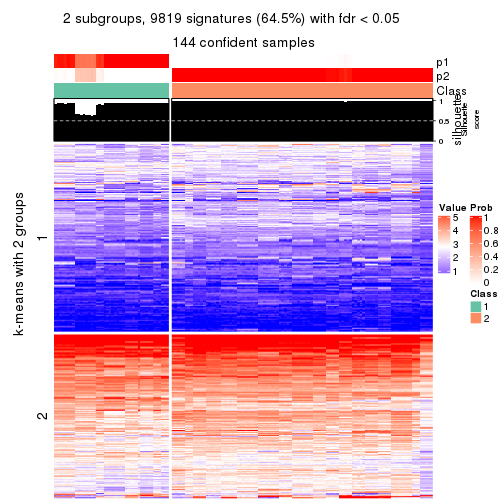 2 subgroups, 9819 signatures (64.5%) with fdr < 0.05
144 confident samples
p1
p2
Class
1
0.5
0
silhouette
Silhouette
score
k-means with 2 groups
1
2
Value
5
4
3
2
1
Prob
1
0.8
0.6
0.4
0.2
0
Class
1
2